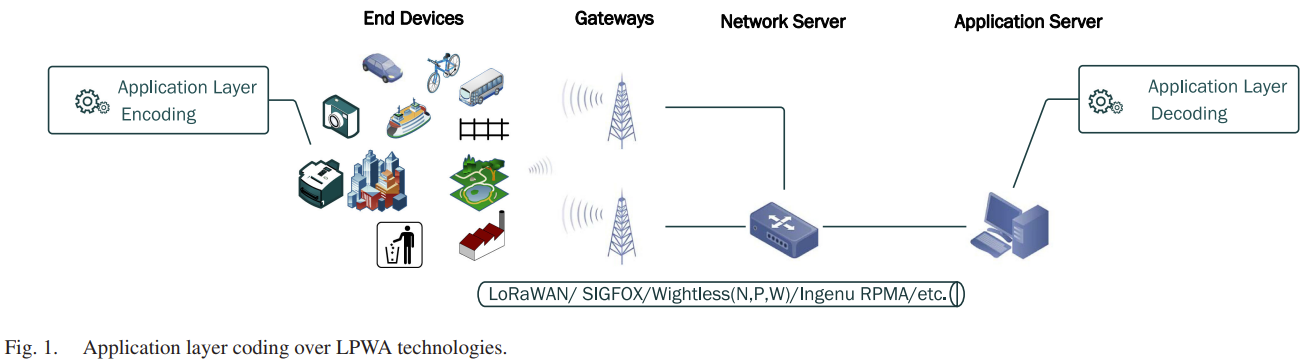 End Devices
Gateways
Network Server
Application Server
Application Layer
Encoding
Application Layer
Decoding
LoRaWAN/ SIGFOX/Wightless(N,P,W)/Ingenu RPMA/etc.
Fig. 1. Application layer coding over LPWA technologies.